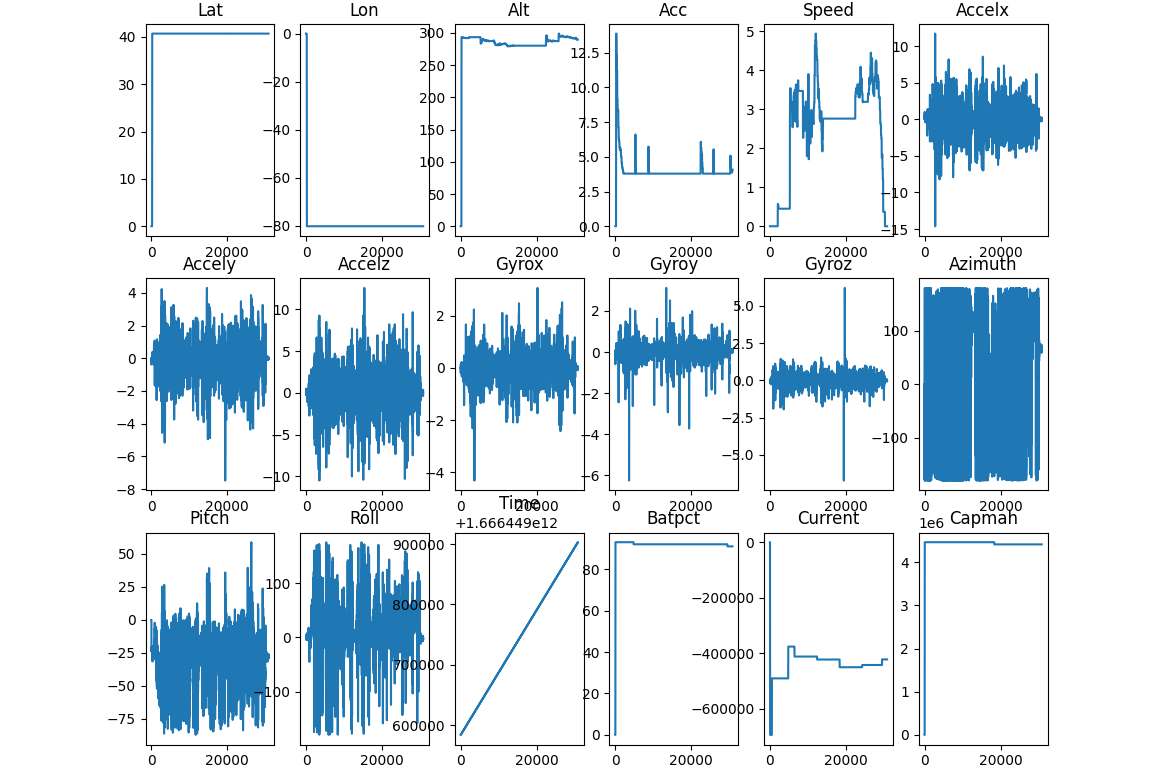 Lat Lon Alt Acc Speed Accelx
40 30 20 10 0
0 −20 −40 −60 −80
300 250 200 150 100 50 0
12.5 10.0 7.5 5.0 2.5 0.0
5 4 3 2 1 0
10 5 0 −5 −10 −15
0 20000 0 20000 0 20000 0 20000 0 20000 0 20000
Accely Accelz Gyrox Gyroy Gyroz Azimuth
4 2 0 −2 −4 −6 −8
10 5 0 −5 −10
2 0 −2 −4
2 0 −2 −4 −6
5.0 2.5 0.0 −2.5 −5.0
100 0 −100
0 20000 0 20000 0 20000 0 20000 0 20000 0 20000
Pitch Roll Time Batpct Current Capmah
+1.666449e12 1e6
50 25 0 −25 −50 −75
100 0 −100
900000 800000 700000 600000
80 60 40 20 0
0 −200000 −400000 −600000
4 3 2 1 0
0 20000 0 20000 0 20000 0 20000 0 20000 0 20000